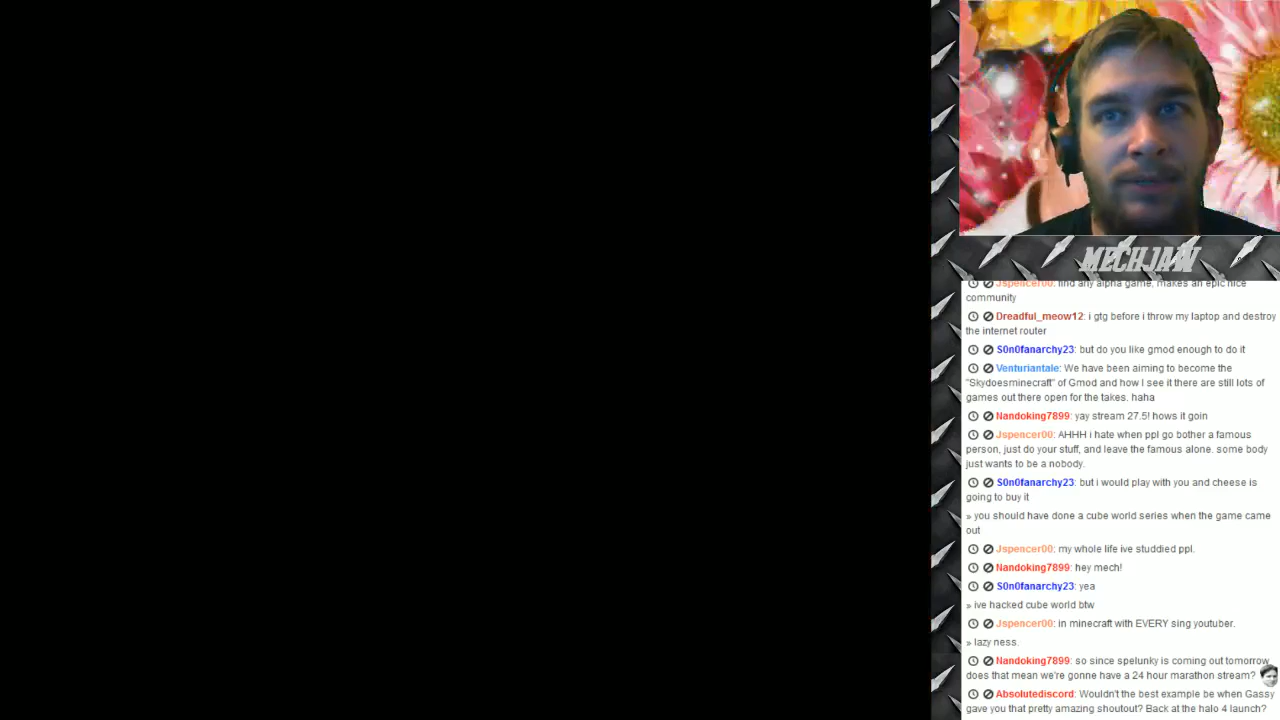 MECHJAW
Jspencer00: find any alpha game, makes an epic nice
community
Dreadful_meow12: i gtg before i throw my laptop and destroy
the internet router
S0n0fanarchy23: but do you like gmod enough to do it
Venturiantale: We have been aiming to become the
"Skydoesminecraft" of Gmod and how I see it there are still lots of
games out there open for the takes. haha
Nandoking7899: yay stream 27.5! hows it goin
Jspencer00: AHHH i hate when ppl go bother a famous
person, just do your stuff, and leave the famous alone. some body
just wants to be a nobody.
S0n0fanarchy23: but i would play with you and cheese is
going to buy it
» you should have done a cube world series when the game came
out
Jspencer00: my whole life ive studdied ppl.
Nandoking7899: hey mech!
S0n0fanarchy23: yea
» ive hacked cube world btw
Jspencer00: in minecraft with EVERY sing youtuber.
» lazy ness.
Nandoking7899: so since spelunky is coming out tomorrow
does that mean we're gonne have a 24 hour marathon stream?
Absolutediscord: Wouldn't the best example be when Gassy
gave you that pretty amazing shoutout? Back at the halo 4 launch?